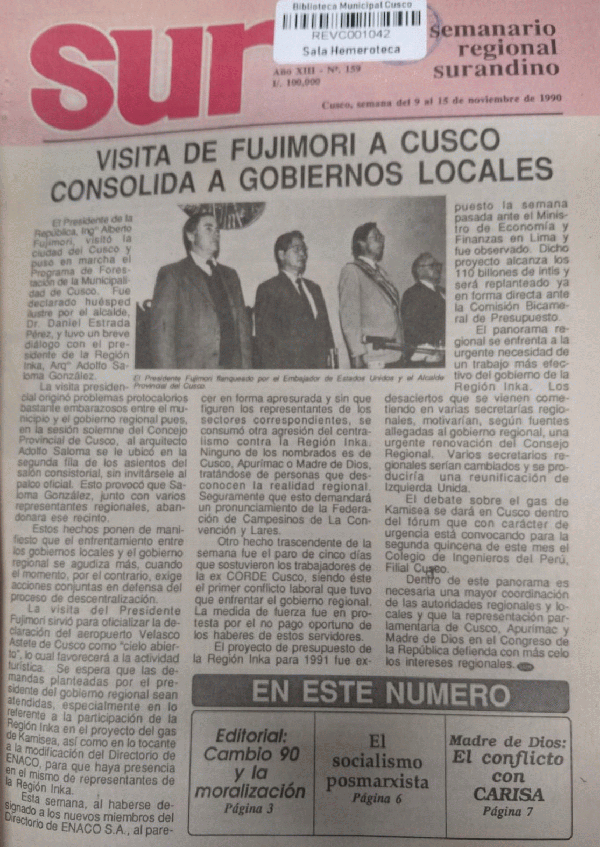 Biblioteca Municipal Cusco
REVC001042
Sala Hemeroteca
sur
semanario
regional
surandino
Año XIII - Nº. 159
I/. 100,000
Cusco, semana del 9 al 15 de noviembre de 1990
VISITA DE FUJIMORI A CUSCO
CONSOLIDA A GOBIERNOS LOCALES
El Presidente de la
República, Ingº Alberto
Fujimori, visitó la
ciudad del Cusco y
puso en marcha el
Programa de Fores-
tación de la Municipali-
dad de Cusco. Fue
declarado huésped
ilustre por el alcalde,
Dr. Daniel Estrada
Pérez, y tuvo un breve
diálogo con el pre-
sidente de la Región
Inka, Arqº Adolfo Sa-
loma González.
La visita presiden-
cial originó problemas protocolarios
bastante embarazosos entre el mu-
nicipio y el gobierno regional pues,
en la sesión solemne del Concejo
Provincial de Cusco, al arquitecto
Adolfo Saloma se le ubicó en la
segunda fila de los asientos del
salón consistorial, sin invitársele al
palco oficial. Esto provocó que Sa-
loma González, junto con varios
representantes regionales, aban-
donara ese recinto.
Estos hechos ponen de mani-
fiesto que el enfrentamiento entre
los gobiernos locales y el gobierno
regional se agudiza más, cuando
el momento, por el contrario, exige
acciones conjuntas en defensa del
proceso de descentralización.
La visita del Presidente
Fujimori sirvió para oficializar la de-
claración del aeropuerto Velasco
Astete de Cusco como "cielo abier-
to", lo cual favorecerá a la actividad
turística. Se espera que las de-
mandas planteadas por el presi-
dente del gobierno regional sean
atendidas, especialmente en lo
referente a la participación de la
Región Inka en el proyecto del gas
de Kamisea, así como en lo tocante
a la modificación del Directorio de
ENACO, para que haya presencia
en el mismo de representantes de
la Región Inka.
Esta semana, al haberse de-
signado a los nuevos miembros del
Directorio de ENACO S.A., al pare-
El Presidente Fujimori flanqueado por el Embajador de Estados Unidos y el Alcalde
Provincial del Cusco.
cer en forma apresurada y sin que
figuren los representantes de los
sectores correspondientes, se
consumó otra agresión del centra-
lismo contra la Región Inka.
Ninguno de los nombrados es de
Cusco, Apurímac o Madre de Dios,
tratándose de personas que des-
conocen la realidad regional.
Seguramente que esto demandará
un pronunciamiento de la Federa-
ción de Campesinos de La Con-
vención y Lares.
Otro hecho trascendente de la
semana fue el paro de cinco días
que sostuvieron los trabajadores de
la ex CORDE Cusco, siendo éste
el primer conflicto laboral que tuvo
que enfrentar el gobierno regional.
La medida de fuerza fue en pro-
testa por el no pago oportuno de
los haberes de estos servidores.
El proyecto de presupuesto de
la Región Inka para 1991 fue ex-
puesto la semana
pasada ante el Minis-
tro de Economía y
Finanzas en Lima y
fue observado. Dicho
proyecto alcanza los
110 billones de intis y
será replanteado ya
en forma directa ante
la Comisión Bicame-
ral de Presupuesto.
El panorama re-
gional se enfrenta a la
urgente necesidad de
un trabajo más efec-
tivo del gobierno de la
Región Inka. Los
desaciertos que se vienen come-
tiendo en varias secretarías regio-
nales, motivarían, según fuentes
allegadas al gobierno regional, una
urgente renovación del Consejo
Regional. Varios secretarios re-
gionales serían cambiados y se pro-
duciría una reunificación de
Izquierda Unida.
El debate sobre el gas de
Kamisea se dará en Cusco dentro
del fórum que con carácter de
urgencia está convocando para la
segunda quincena de este mes el
Colegio de Ingenieros del Perú,
Filial Cusco.
Dentro de este panorama es
necesaria una mayor coordinación
de las autoridades regionales y lo-
cales y que la representación par-
lamentaria de Cusco, Apurímac y
Madre de Dios en el Congreso de
la República defienda con más celo
los intereses regionales.
EN ESTE NUMERO
Editorial:
Cambio 90
y la
moralización
Página 3
El
socialismo
posmarxista
Página 6
Madre de Dios:
El conflicto
con
CARISA
Página 7